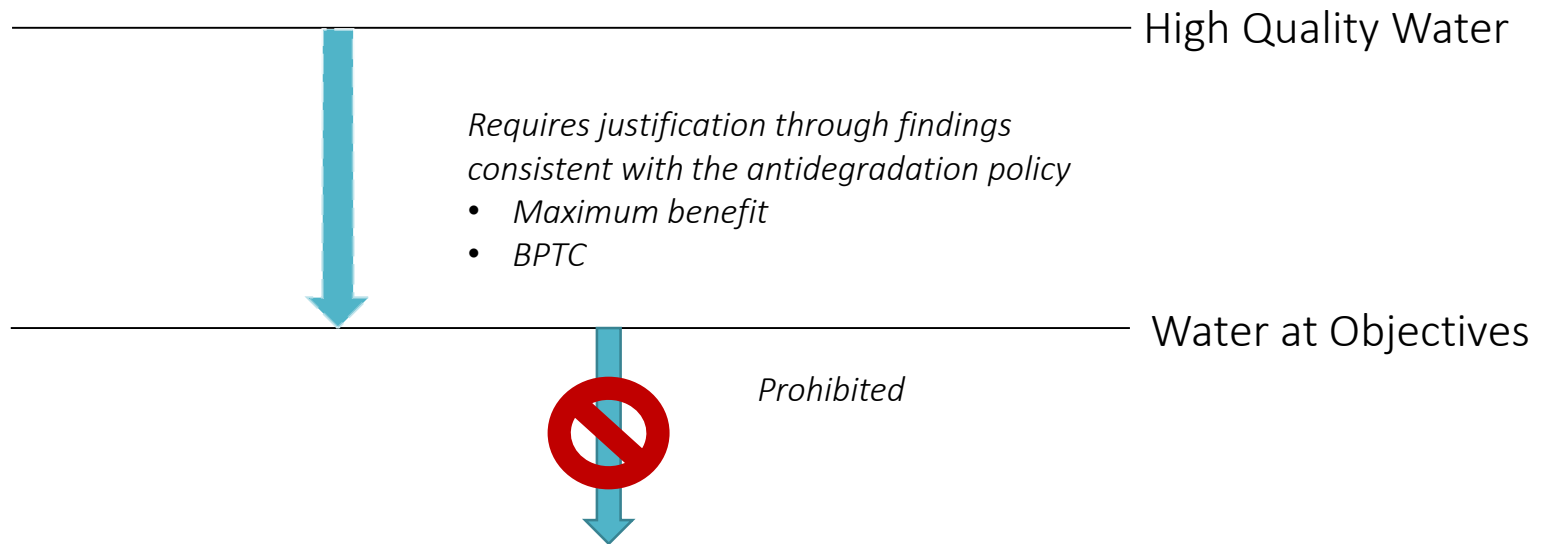 High Quality Water
Requires justification through findings
consistent with the antidegradation policy
• Maximum benefit
• BPTC
Water at Objectives
Prohibited